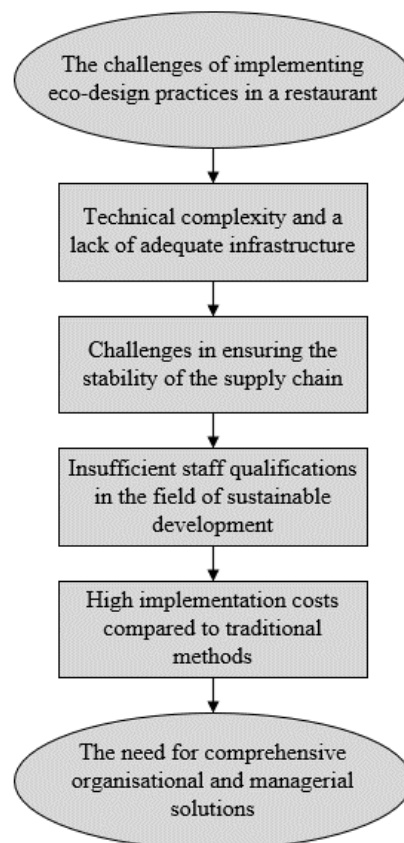 The challenges of implementing
eco-design practices in a restaurant
Technical complexity and a
lack of adequate infrastructure
Challenges in ensuring the
stability of the supply chain
Insufficient staff qualifications
in the field of sustainable
development
High implementation costs
compared to traditional
methods
The need for comprehensive
organisational and managerial
solutions